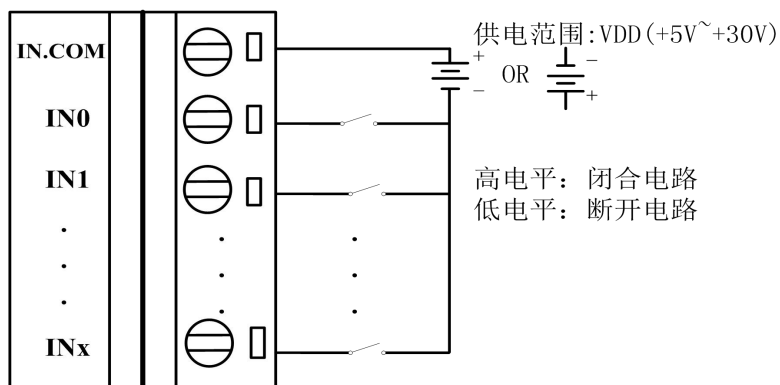 供电范围:VDD(+5V~+30V)
IN.COM
+ -
OR
- +
IN0
IN1
高电平：闭合电路
低电平：断开电路
INx